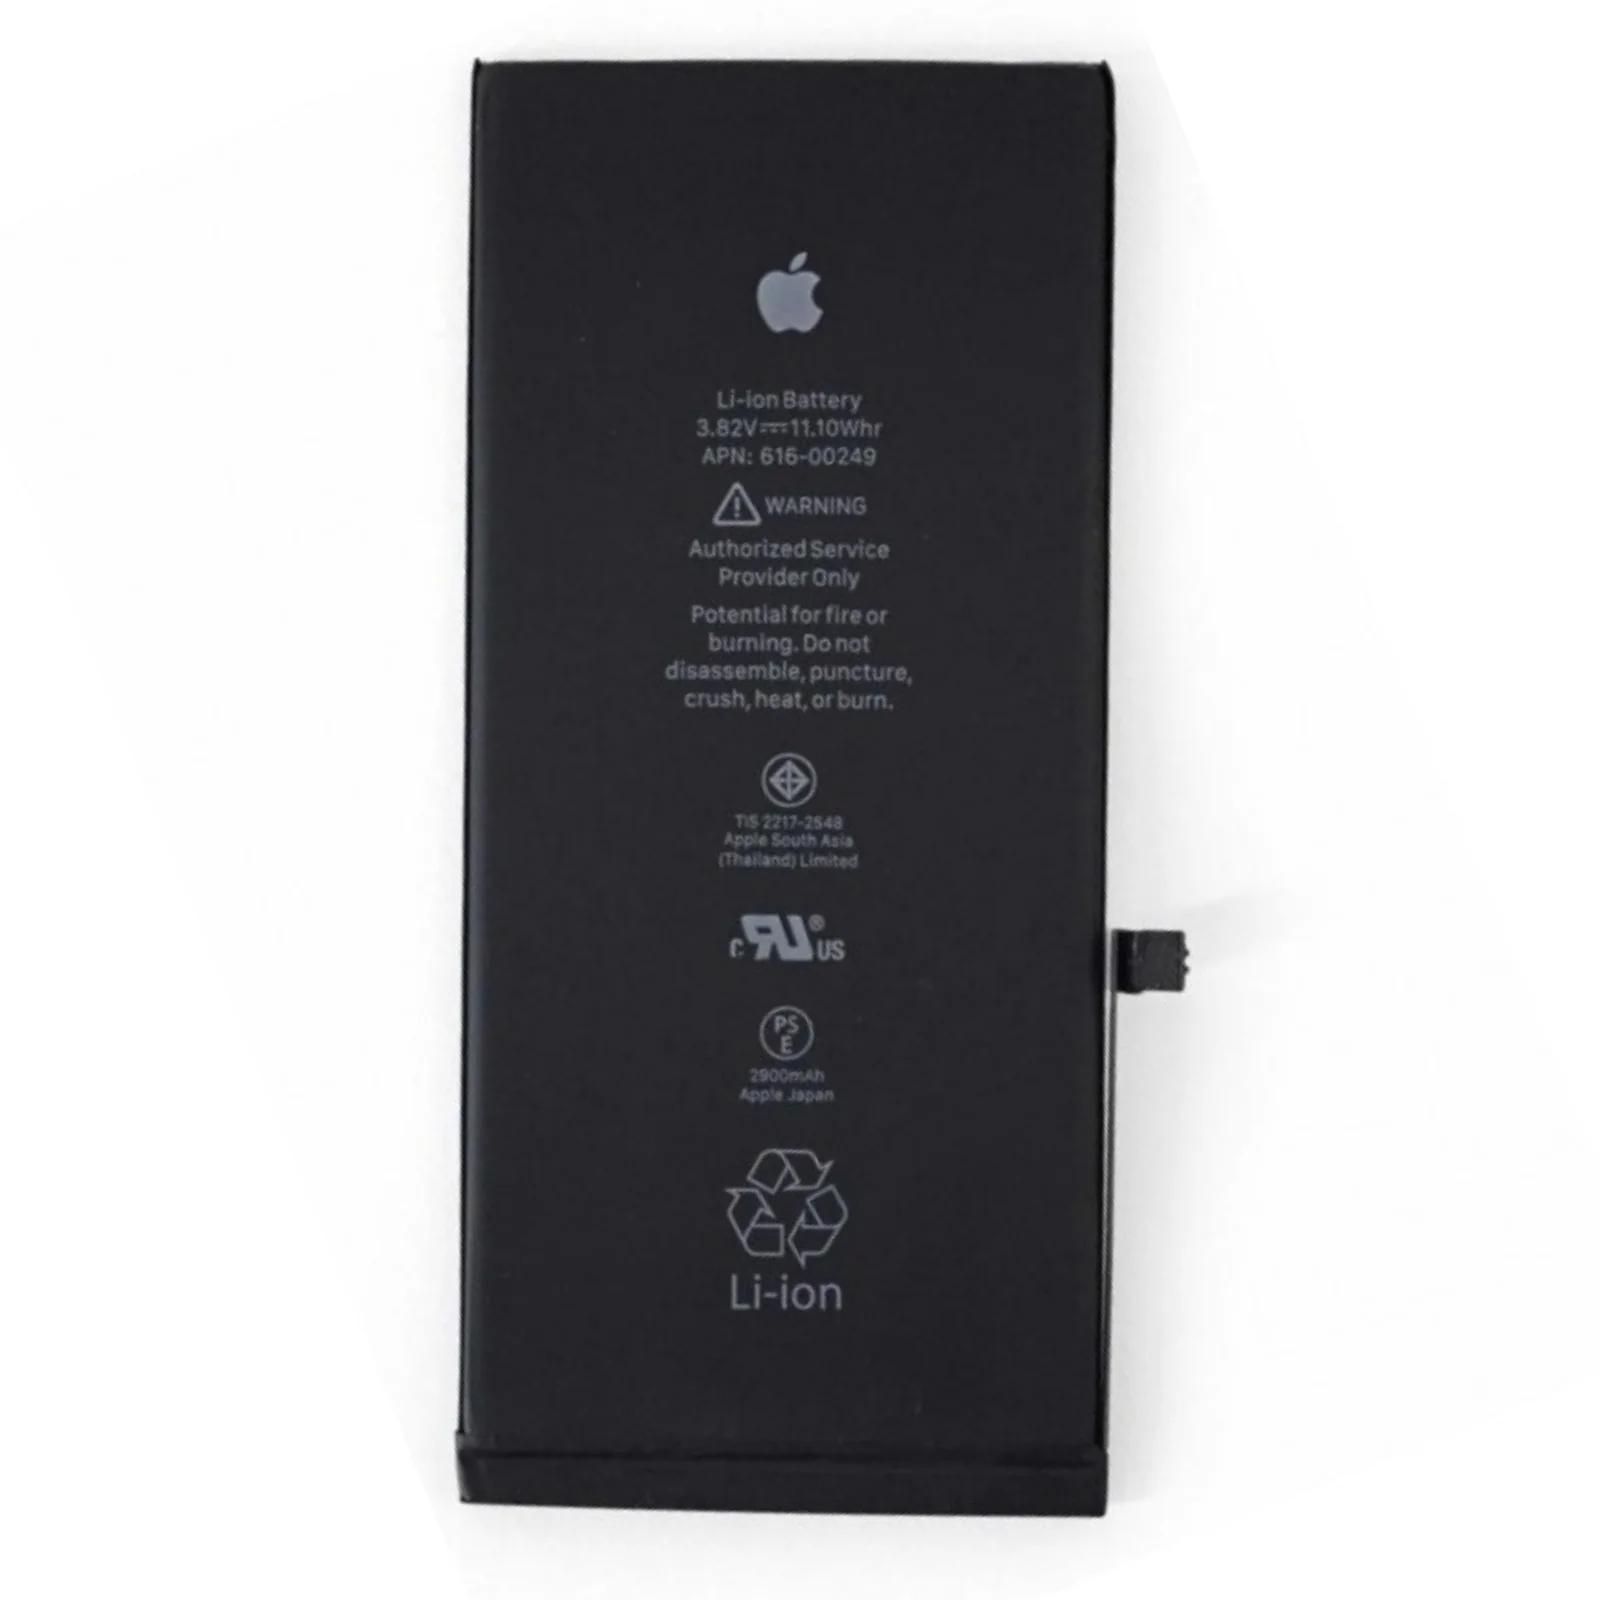 Li-ion Battery
3.82V⎓11.10Whr
APN: 616-00249
WARNING
Authorized Service
Provider Only
Potential for fire or
burning. Do not
disassemble, puncture,
crush, heat, or burn.
TIS 2217-2548
Apple South Asia
(Thailand) Limited
c RU® US
PS
E
2900mAh
Apple Japan
Li-ion